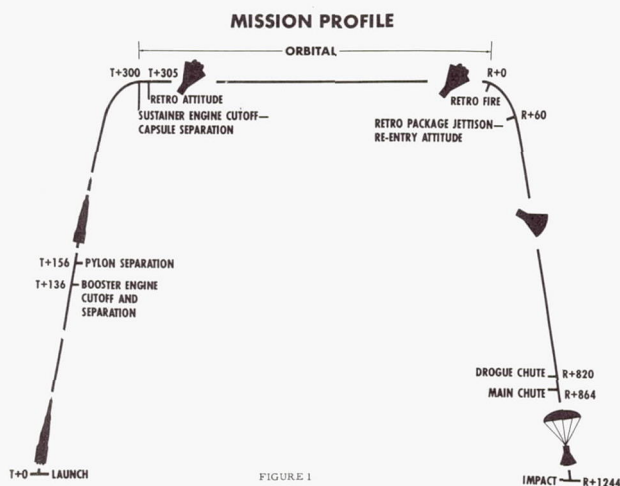 MISSION PROFILE
ORBITAL
T+300
T+305
R+0
RETRO ATTITUDE
RETRO FIRE
SUSTAINER ENGINE CUTOFF—
CAPSULE SEPARATION
R+60
RETRO PACKAGE JETTISON—
RE-ENTRY ATTITUDE
T+156
PYLON SEPARATION
T+136
BOOSTER ENGINE
CUTOFF AND
SEPARATION
DROGUE CHUTE
R+820
MAIN CHUTE
R+864
T+0
LAUNCH
FIGURE 1
IMPACT
R+1244